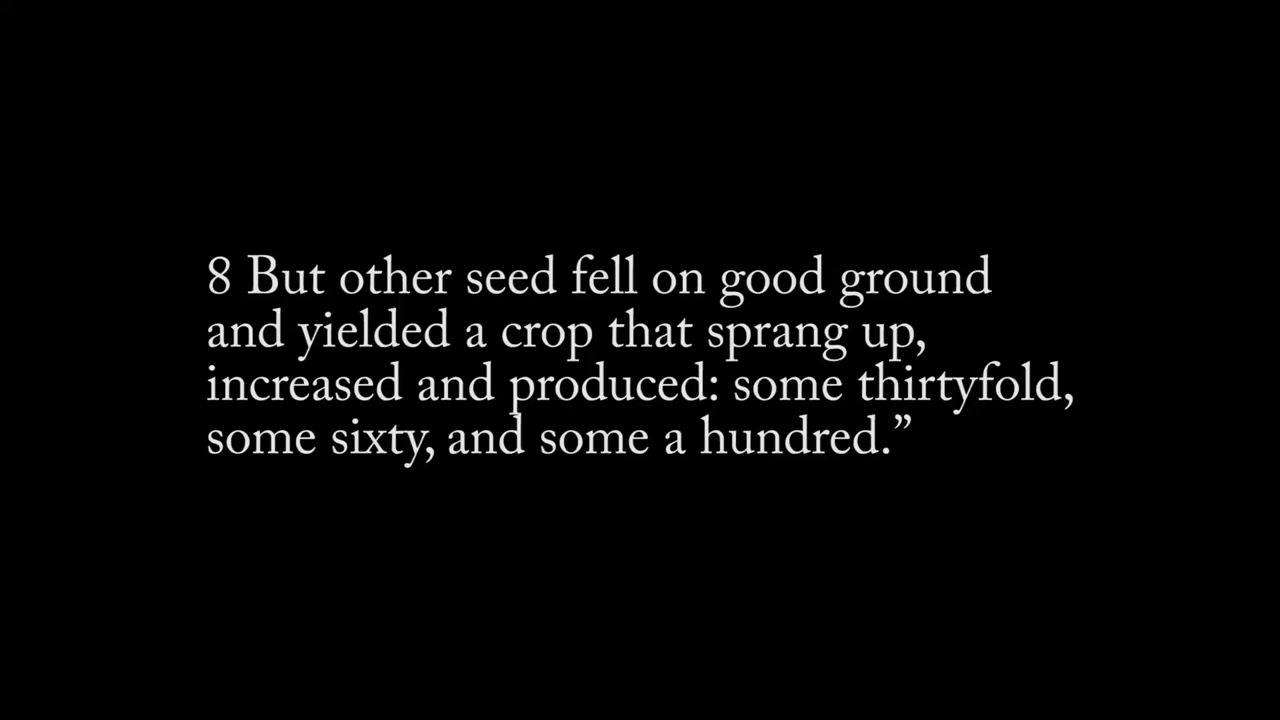 8 But other seed fell on good ground
and yielded a crop that sprang up,
increased and produced: some thirtyfold,
some sixty, and some a hundred.”